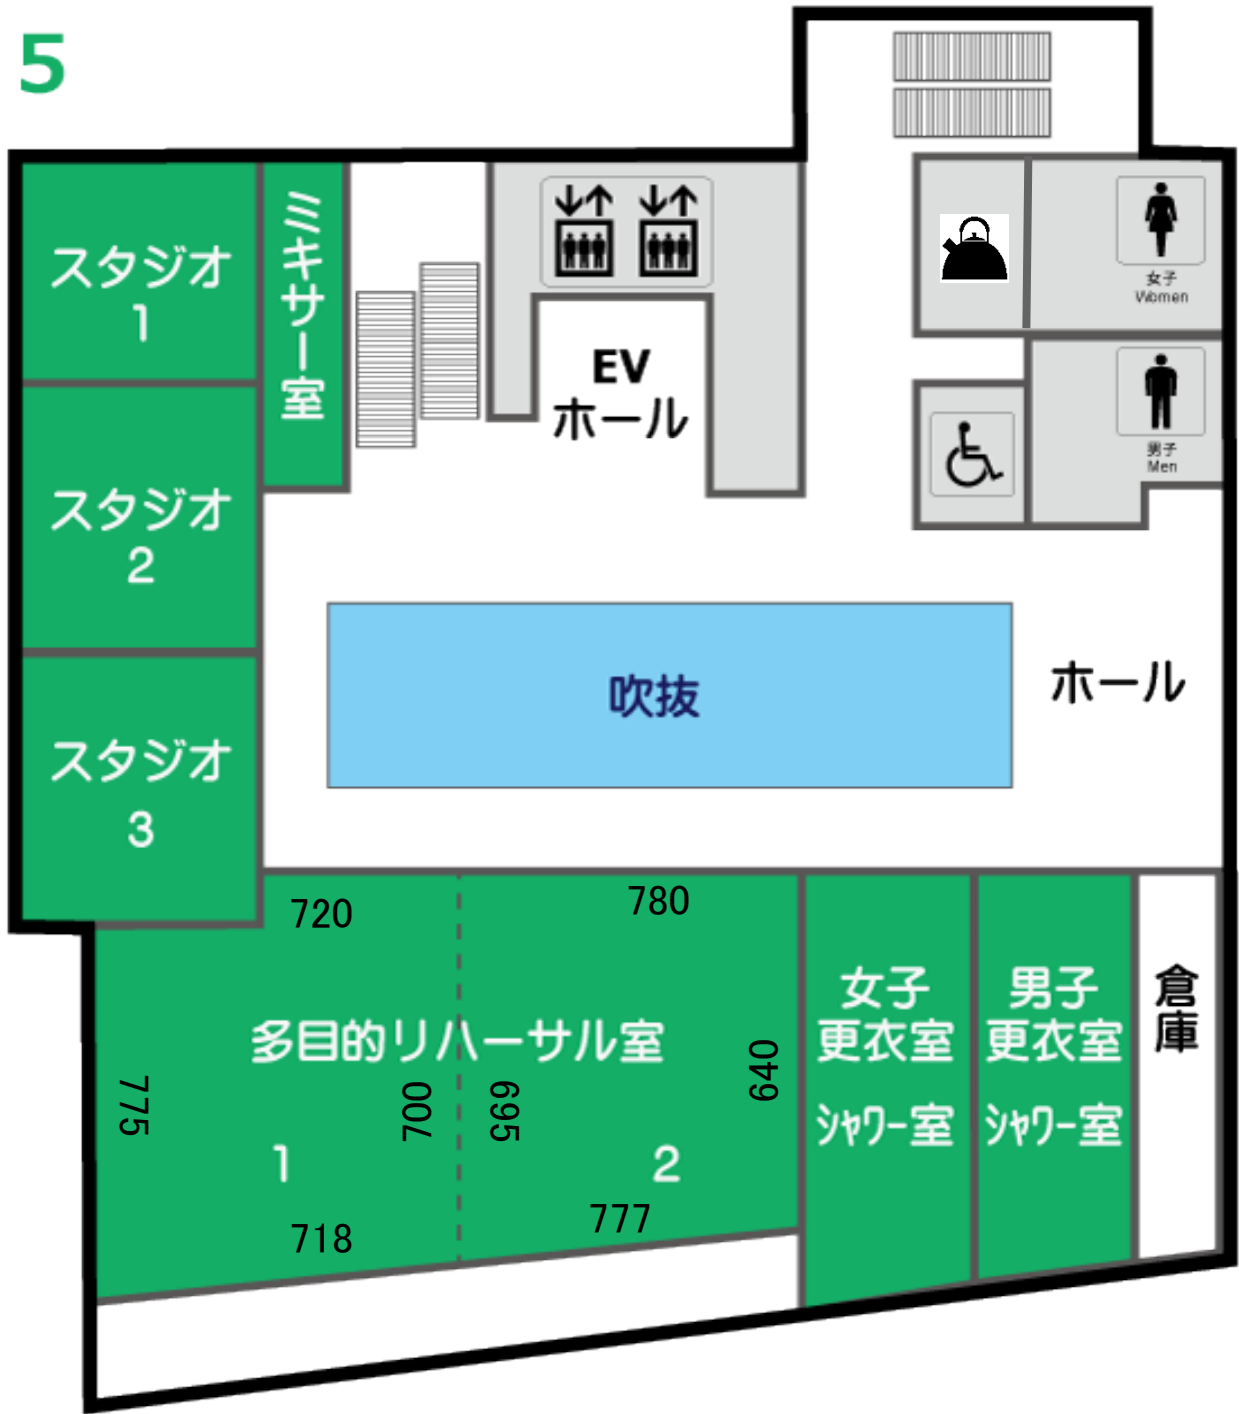 5
スタジオ
1
ミキサー室
EV
ホール
女子
Women
男子
Men
スタジオ
2
吹抜
ホール
スタジオ
3
720
780
多目的リハーサル室
775
700
695
640
1
2
718
777
女子
更衣室
シャワー室
男子
更衣室
シャワー室
倉庫